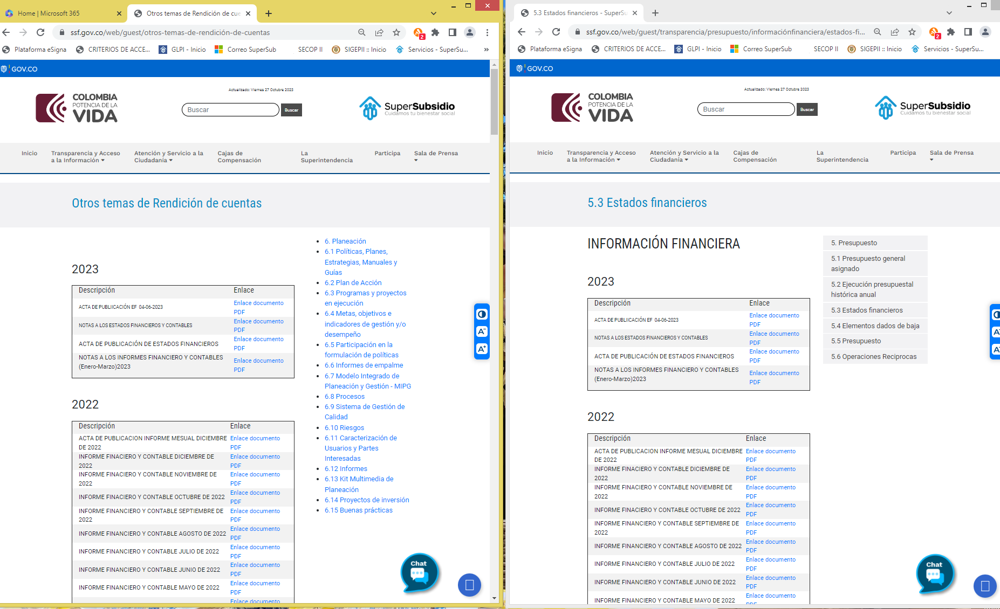 Home | Microsoft 365
Otros temas de Rendición de cue
ssf.gov.co/web/guest/otros-temas-de-rendición-de-cuentas
2
Plataforma eSigna
CRITERIOS DE ACCE...
GLPI - Inicio
Correo SuperSub
SECOP II
SIGEPII :: Inicio
Servicios - SuperSu...
»
GOV.CO
Actualizado: Viernes 27 Octubre 2023
COLOMBIA
POTENCIA DE LA
VIDA
Buscar
Buscar
SuperSubsidio
Cuidamos tu bienestar social
Inicio
Transparencia y Acceso
a la Información
Atención y Servicio a la
Ciudadanía
Cajas de
Compensación
La
Superintendencia
Participa
Sala de Prensa
Otros temas de Rendición de cuentas
2023
Descripción Enlace
ACTA DE PUBLIICACIÓN EF 04-06-2023 Enlace documento
PDF
NOTAS A LOS ESTADOS FINANCIEROS Y CONTABLES Enlace documento
PDF
ACTA DE PUBLICACIÓN DE ESTADOS FINANCIEROS Enlace documento
PDF
NOTAS A LOS INFORMES FINANCIERO Y CONTABLES
(Enero-Marzo)2023
Enlace documento
PDF
2022
Descripción Enlace
ACTA DE PUBLICACION INFORME MESUAL DICIEMBRE Enlace documento
DE 2022 PDF
INFORME FINACIERO Y CONTABLE DICIEMBRE DE Enlace documento
2022 PDF
INFORME FINACIERO Y CONTABLE NOVIEMBRE DE Enlace documento
2022 PDF
INFORME FINACIERO Y CONTABLE OCTUBRE DE 2022 Enlace documento
PDF
INFORME FINANCIERO Y CONTABLE SEPTIEMBRE DE Enlace documento
2022 PDF
INFORME FINANCIERO Y CONTABLE AGOSTO DE 2022 Enlace documento
PDF
INFORME FINANCIERO Y CONTABLE JULIO DE 2022 Enlace documento
PDF
INFORME FINANCIERO Y CONTABLE JUNIO DE 2022 Enlace documento
PDF
INFORME FINANCIERO Y CONTABLE MAYO DE 2022 Enlace documento
PDF
Enlace documento
6. Planeación
6.1 Políticas, Planes,
Estrategias, Manuales y
Guías
6.2 Plan de Acción
6.3 Programas y proyectos
en ejecución
6.4 Metas, objetivos e
indicadores de gestión y/o
desempeño
6.5 Participación en la
formulación de políticas
6.6 Informes de empalme
6.7 Modelo Integrado de
Planeación y Gestión - MIPG
6.8 Procesos
6.9 Sistema de Gestión de
Calidad
6.10 Riesgos
6.11 Caracterización de
Usuarios y Partes
Interesadas
6.12 Informes
6.13 Kit Multimedia de
Planeación
6.14 Proyectos de inversión
6.15 Buenas prácticas
A-
A+
Chat
5.3 Estados financieros - SuperSu
ssf.gov.co/web/guest/transparencia/presupuesto/informaciónfinanciera/estados-fi...
2
Plataforma eSigna
CRITERIOS DE ACCE...
GLPI - Inicio
Correo SuperSub
SECOP II
SIGEPII :: Inicio
Servicios - SuperSu...
GOV.CO
Actualizado: Viernes 27 Octubre 2023
COLOMBIA
POTENCIA DE LA
VIDA
Buscar
Buscar
SuperSubsidio
Cuidamos tu bienestar social
Inicio
Transparencia y Acceso
a la Información
Atención y Servicio a la
Ciudadanía
Cajas de
Compensación
La
Superintendencia
Participa
Sala de Prensa
5.3 Estados financieros
INFORMACIÓN FINANCIERA
2023
Descripción Enlace
ACTA DE PUBLIICACIÓN EF 04-06-2023 Enlace documento
PDF
NOTAS A LOS ESTADOS FINANCIEROS Y CONTABLES Enlace documento
PDF
ACTA DE PUBLICACIÓN DE ESTADOS FINANCIEROS Enlace documento
PDF
NOTAS A LOS INFORMES FINANCIERO Y CONTABLES
(Enero-Marzo)2023
Enlace documento
PDF
2022
Descripción Enlace
ACTA DE PUBLICACION INFORME MESUAL DICIEMBRE Enlace documento
DE 2022 PDF
INFORME FINACIERO Y CONTABLE DICIEMBRE DE Enlace documento
2022 PDF
INFORME FINACIERO Y CONTABLE NOVIEMBRE DE Enlace documento
2022 PDF
INFORME FINACIERO Y CONTABLE OCTUBRE DE 2022 Enlace documento
PDF
INFORME FINANCIERO Y CONTABLE SEPTIEMBRE DE Enlace documento
2022 PDF
INFORME FINANCIERO Y CONTABLE AGOSTO DE 2022 Enlace documento
PDF
INFORME FINANCIERO Y CONTABLE JULIO DE 2022 Enlace documento
PDF
INFORME FINANCIERO Y CONTABLE JUNIO DE 2022 Enlace documento
PDF
INFORME FINANCIERO Y CONTABLE MAYO DE 2022 Enlace documento
PDF
5. Presupuesto
5.1 Presupuesto general
asignado
5.2 Ejecución presupuestal
histórica anual
5.3 Estados financieros
5.4 Elementos dados de baja
5.5 Presupuesto
5.6 Operaciones Reciprocas
A
A
Chat